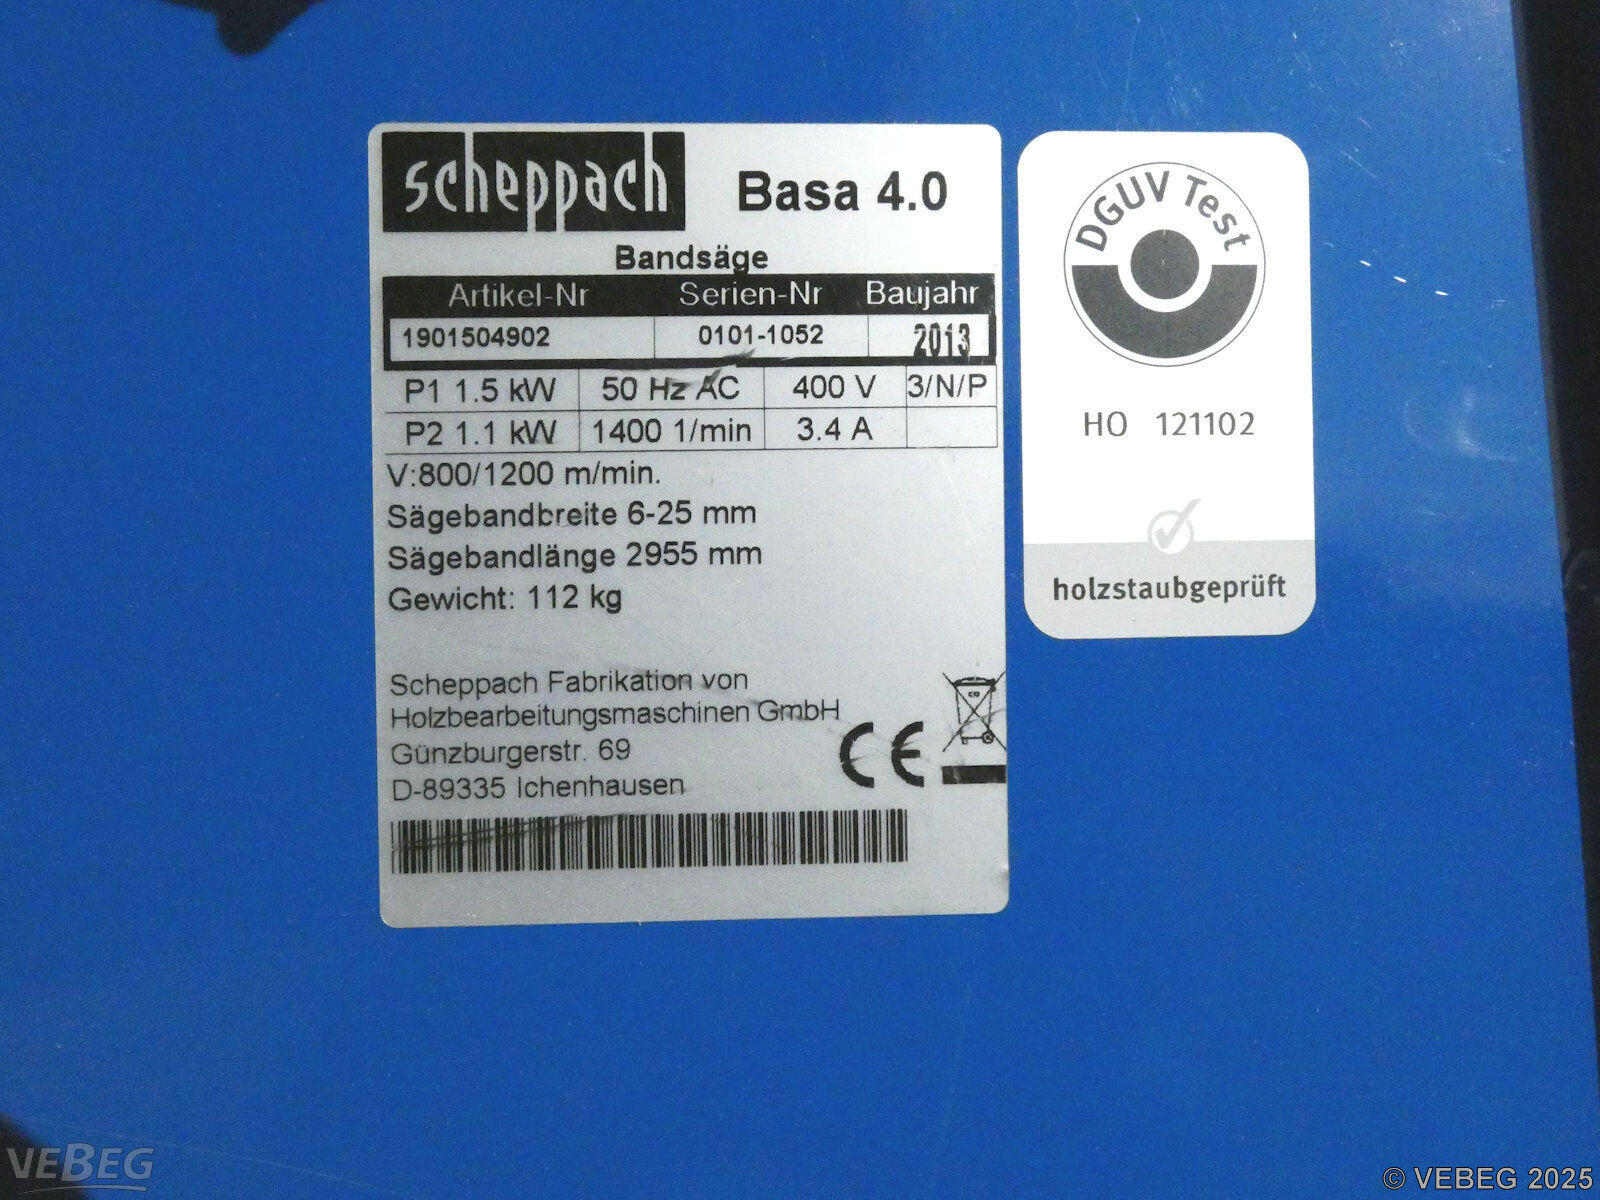 scheppach Basa 4.0
Bandsäge
Artikel-Nr Serien-Nr Baujahr
1901504902 0101-1052 2013
P1 1.5 kW 50 Hz AC 400 V 3/N/P
P2 1.1 kW 1400 1/min 3.4 A
V:800/1200 m/min.
Sägebandbreite 6-25 mm
Sägebandlänge 2955 mm
Gewicht: 112 kg
Scheppach Fabrikation von
Holzbearbeitungsmaschinen GmbH
Günzburgerstr. 69
D-89335 Ichenhausen
CE
DGUV Test
HO 121102
holzstaubgeprüft
VEBEG
© VEBEG 2025